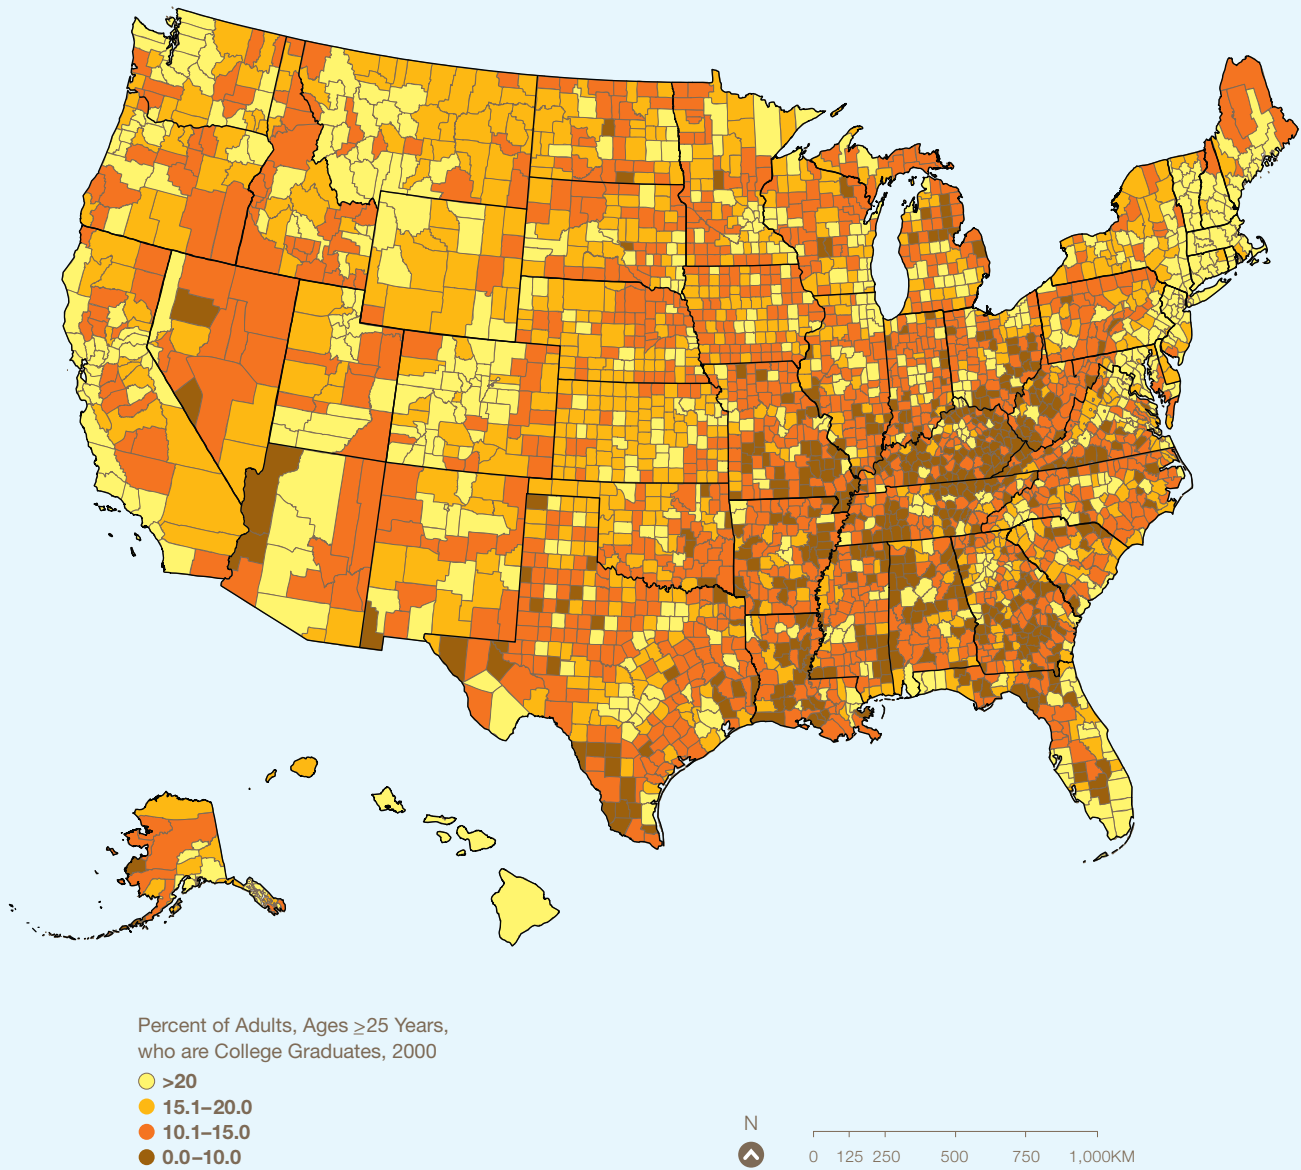 Percent of Adults, Ages ≥25 Years,
who are College Graduates, 2000
>20
15.1–20.0
10.1–15.0
0.0–10.0
N
0 125 250 500 750 1,000KM